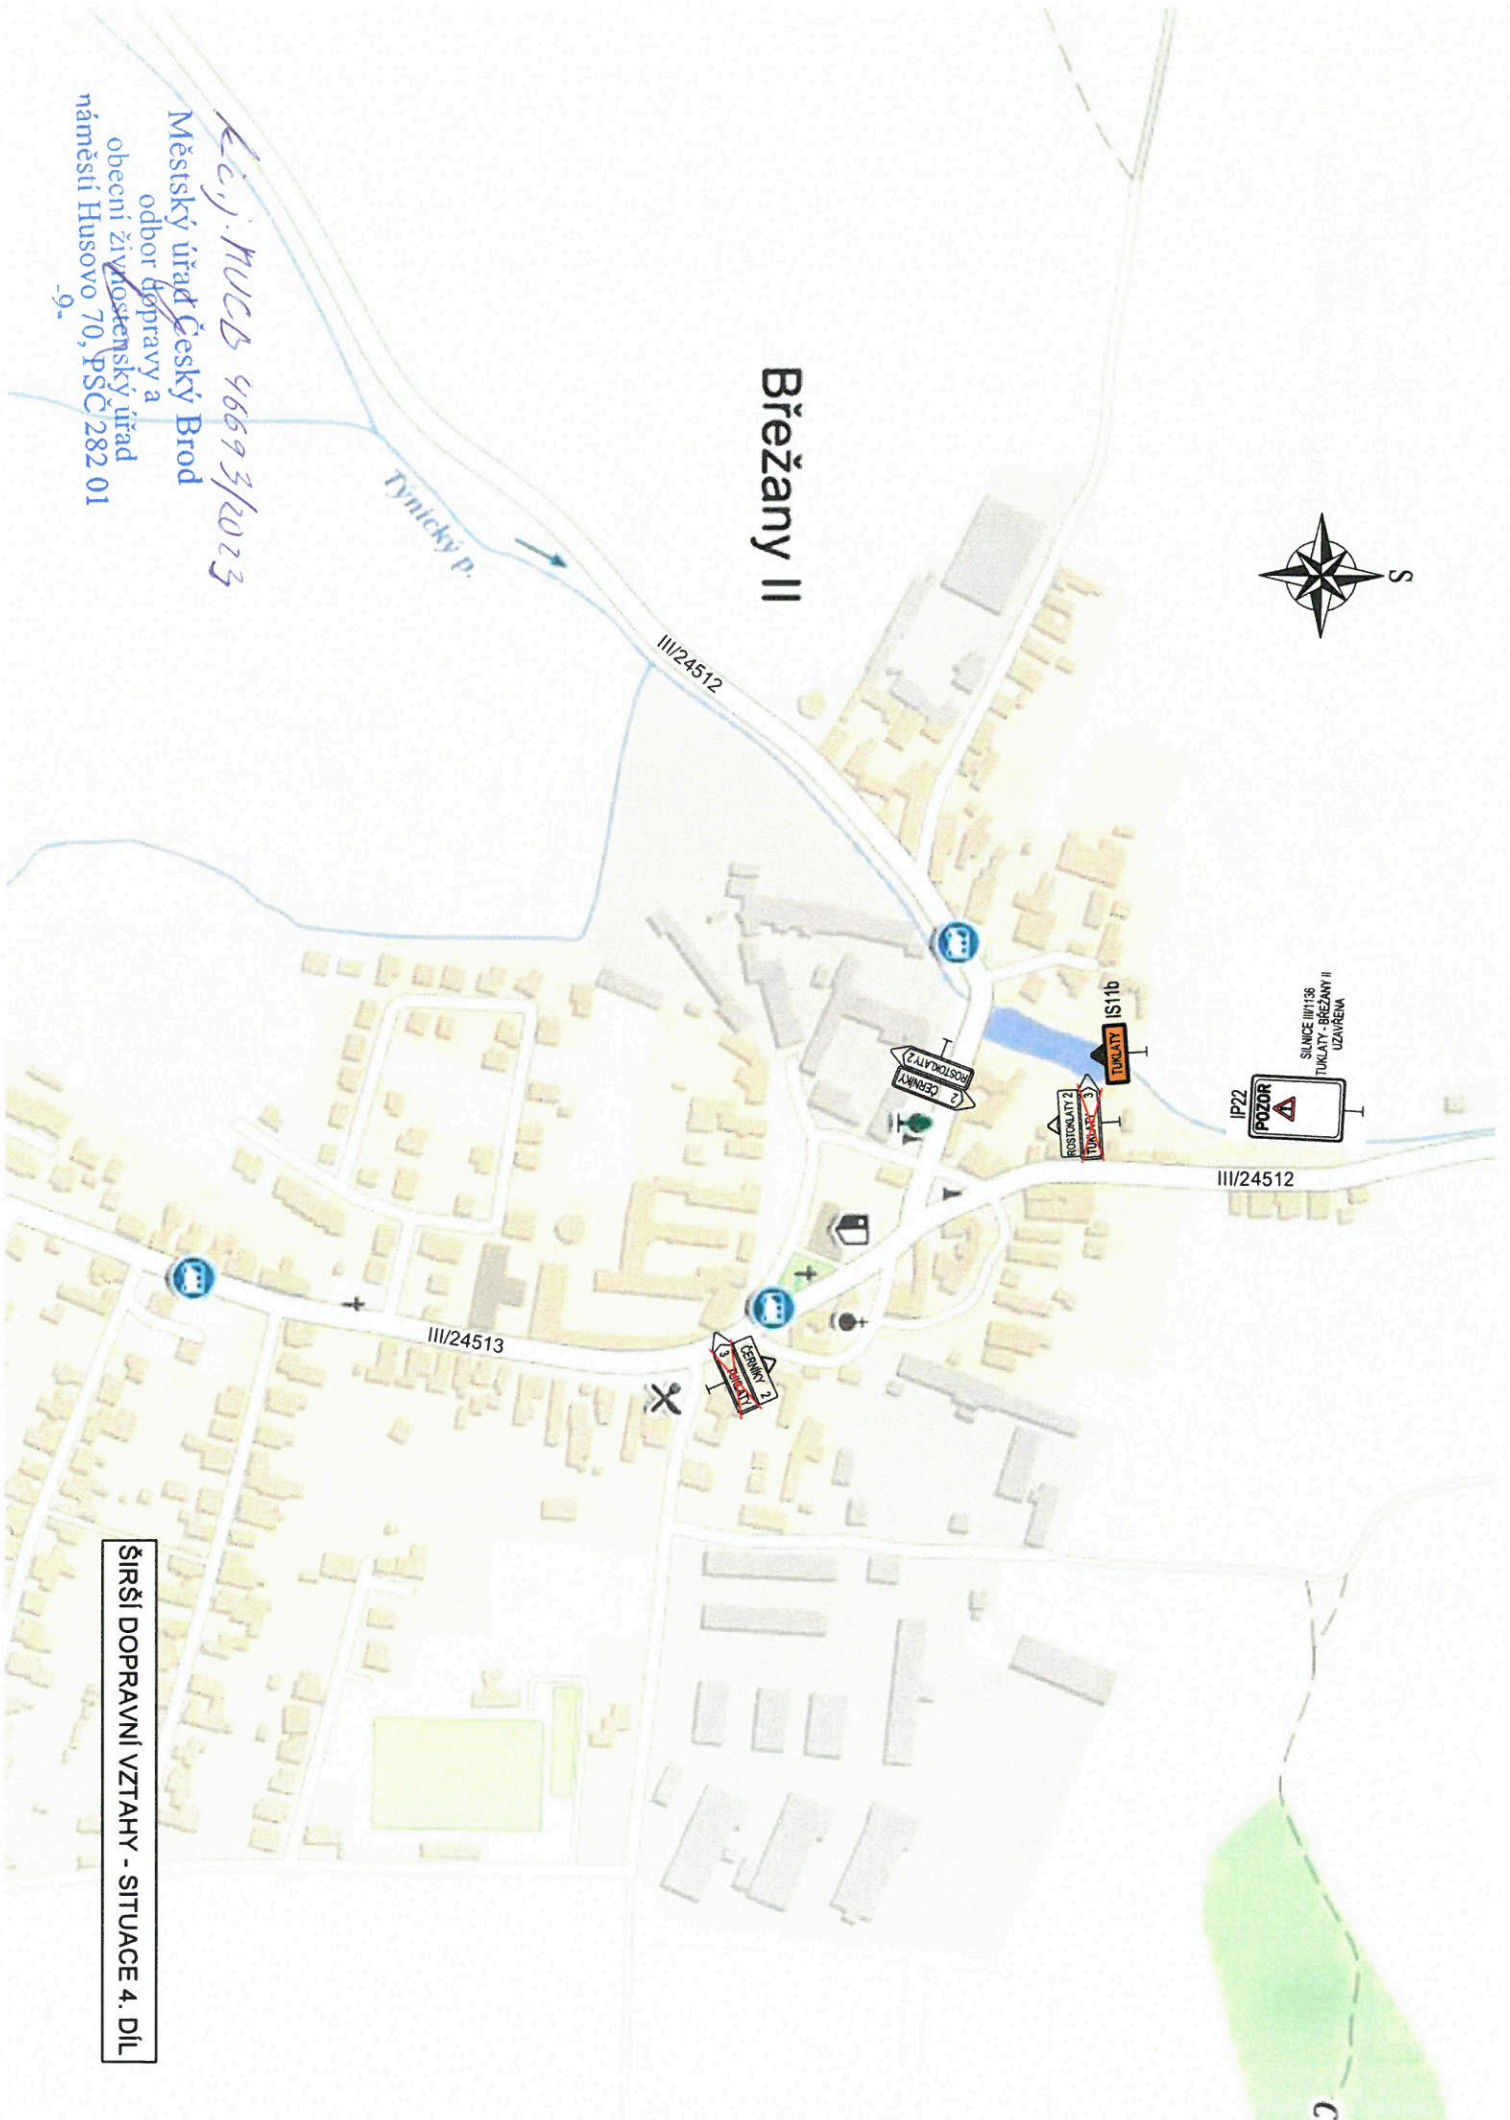 S
Břežany II
SILNICE III/1136
TUKLATY - BŘEŽANY II
UZAVŘENA
IP22
POZOR
IS11b
TUKLATY
ROSTOKLATY 2
TUKLATY 3
ROSTOKLATY 2
ČERNÍKY 2
ČERNÍKY 2
3 TUKLATY
III/24512
III/24512
III/24513
Týnický p.
MUCB 46693/2023
Městský úřad Český Brod
odbor dopravy a
obecní živnostenský úřad
náměstí Husovo 70, PSČ 282 01
-9-
ŠIRŠÍ DOPRAVNÍ VZTAHY - SITUACE 4. DÍL
C